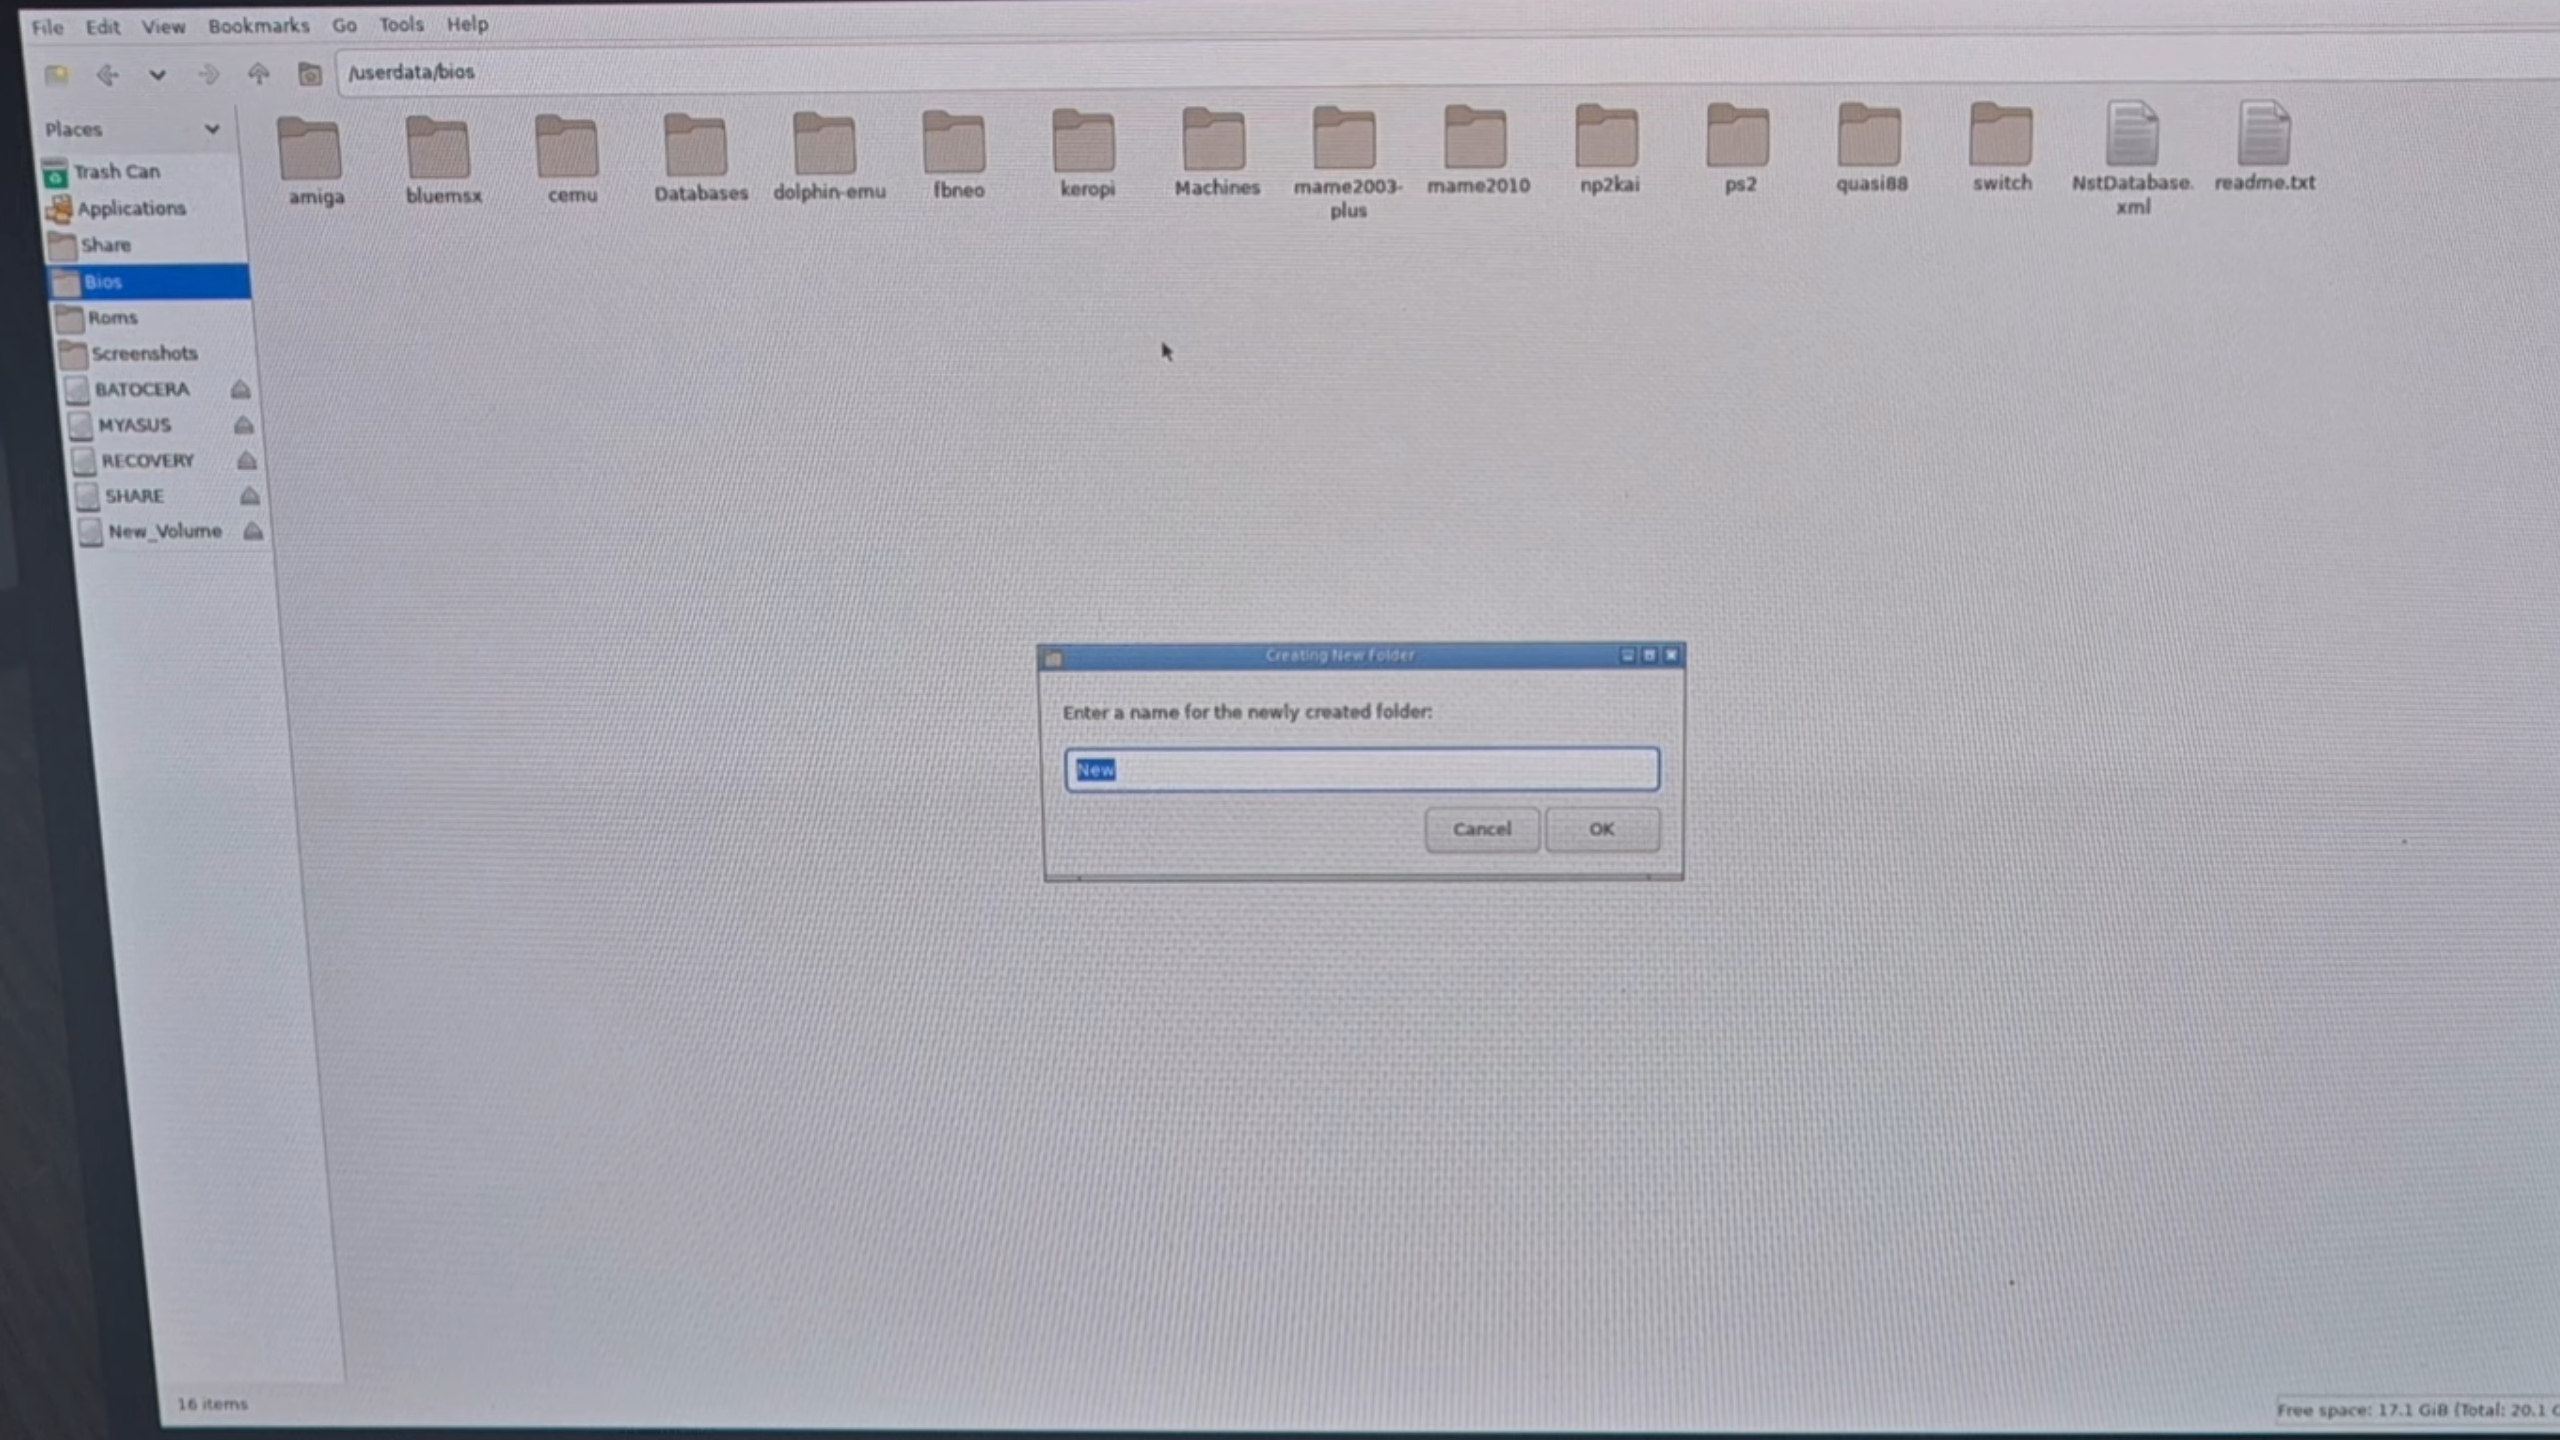 File Edit View Bookmarks Go Tools Help
/userdata/bios
Places
Trash Can
Applications
Share
Bios
Roms
Screenshots
BATOCERA
MYASUS
RECOVERY
SHARE
New_Volume
amiga bluemsx cemu Databases dolphin-emu fbneo keropi Machines mame2003- mame2010 np2kai ps2 quasi88 switch NstDatabase. readme.txt
plus xml
Creating New Folder
Enter a name for the newly created folder:
New
Cancel OK
16 items
Free space: 17.1 GiB (Total: 20.1